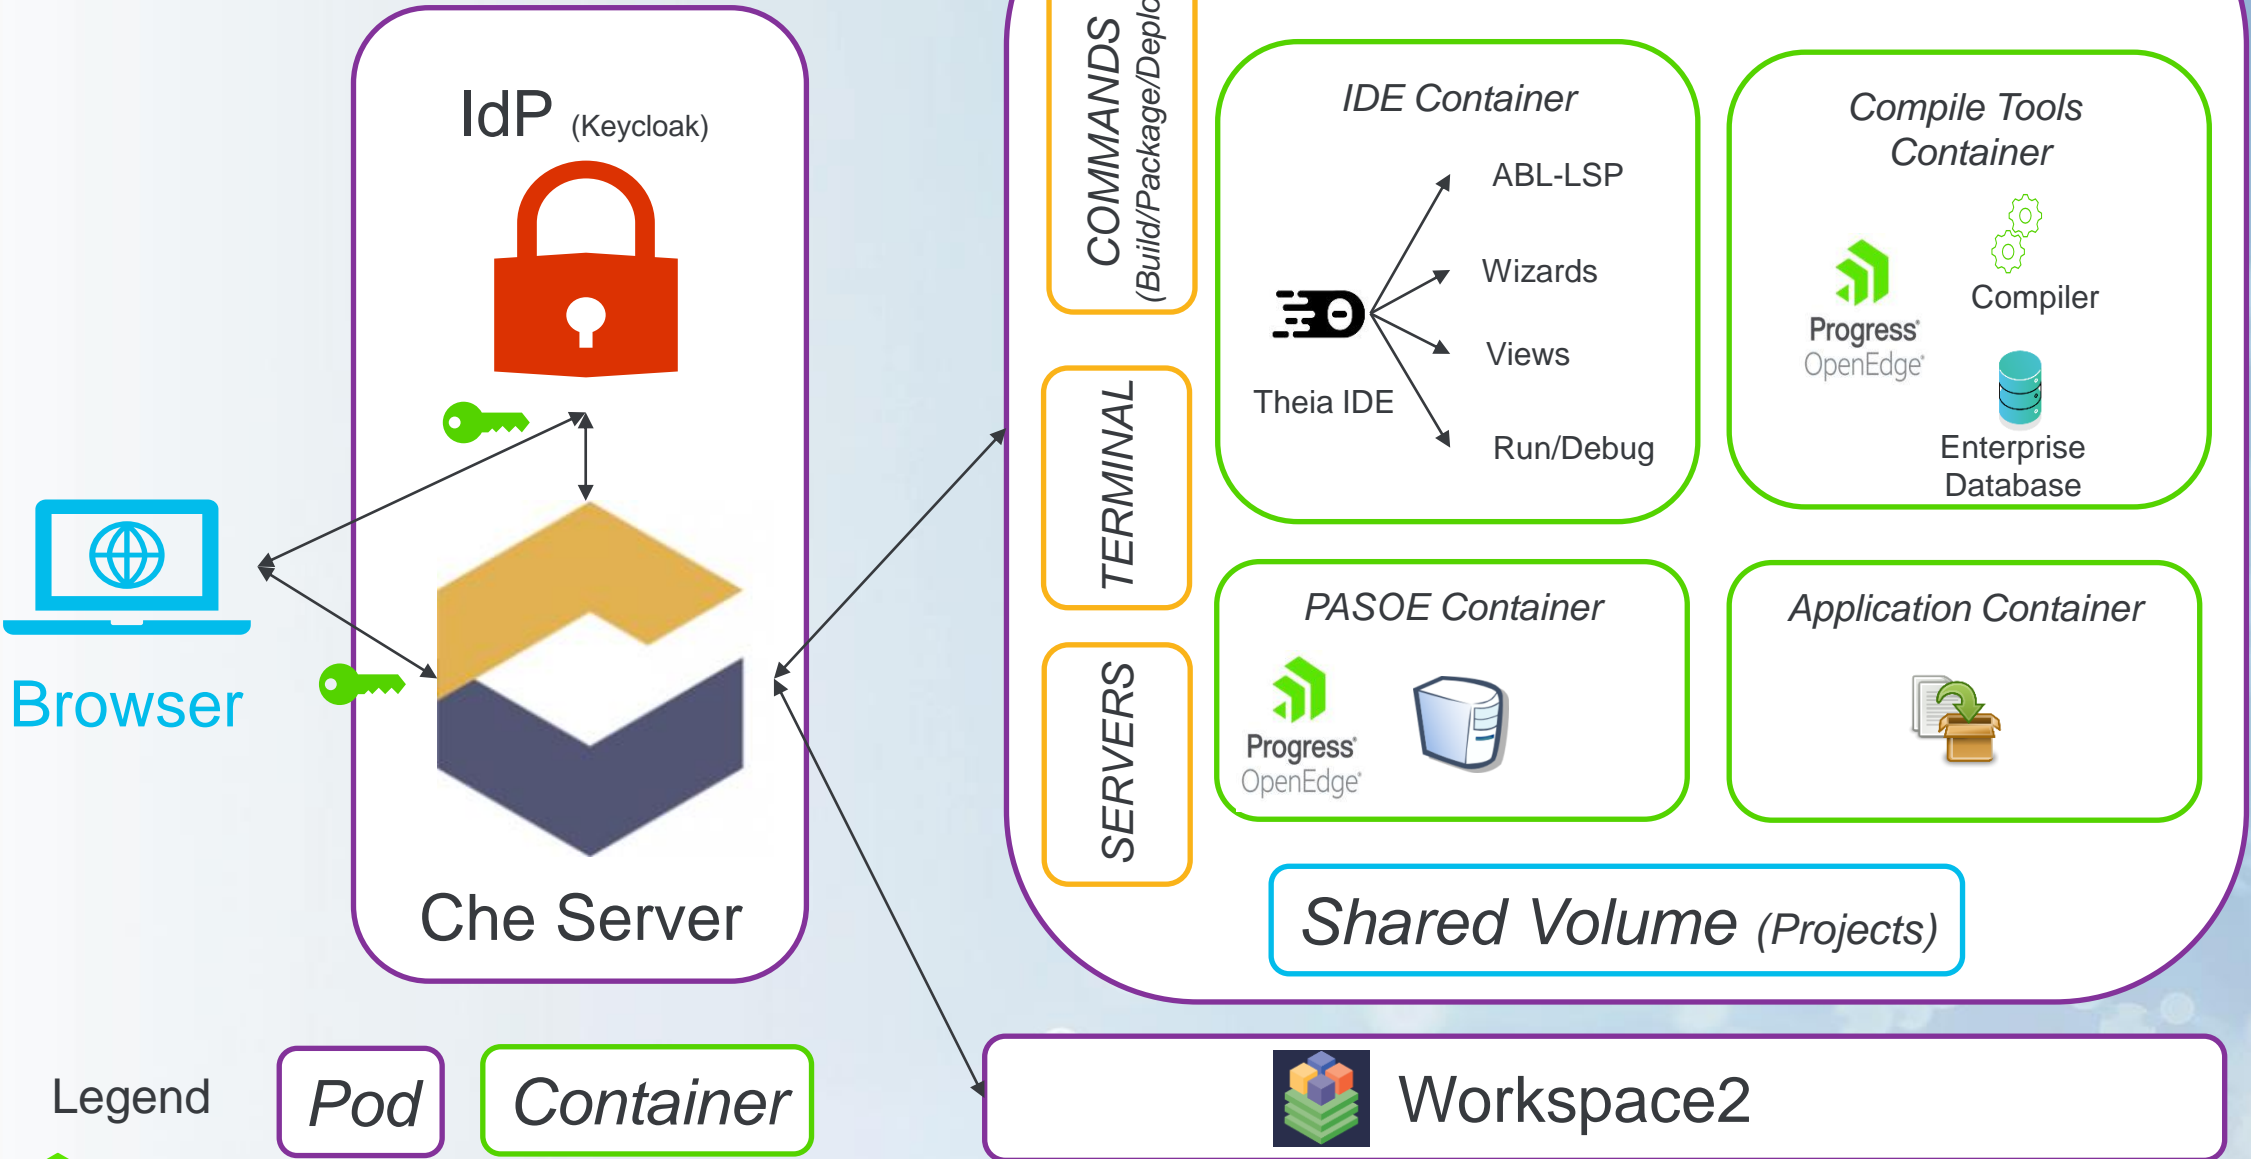 IdP (Keycloak)
Browser
Che Server
COMMANDS
(Build/Package/Deplo
TERMINAL
SERVERS
IDE Container
ABL-LSP
Wizards
Views
Run/Debug
Theia IDE
Compile Tools
Container
Compiler
Progress®
OpenEdge®
Enterprise
Database
PASOE Container
Progress®
OpenEdge®
Application Container
Shared Volume (Projects)
Workspace2
Legend
Pod
Container